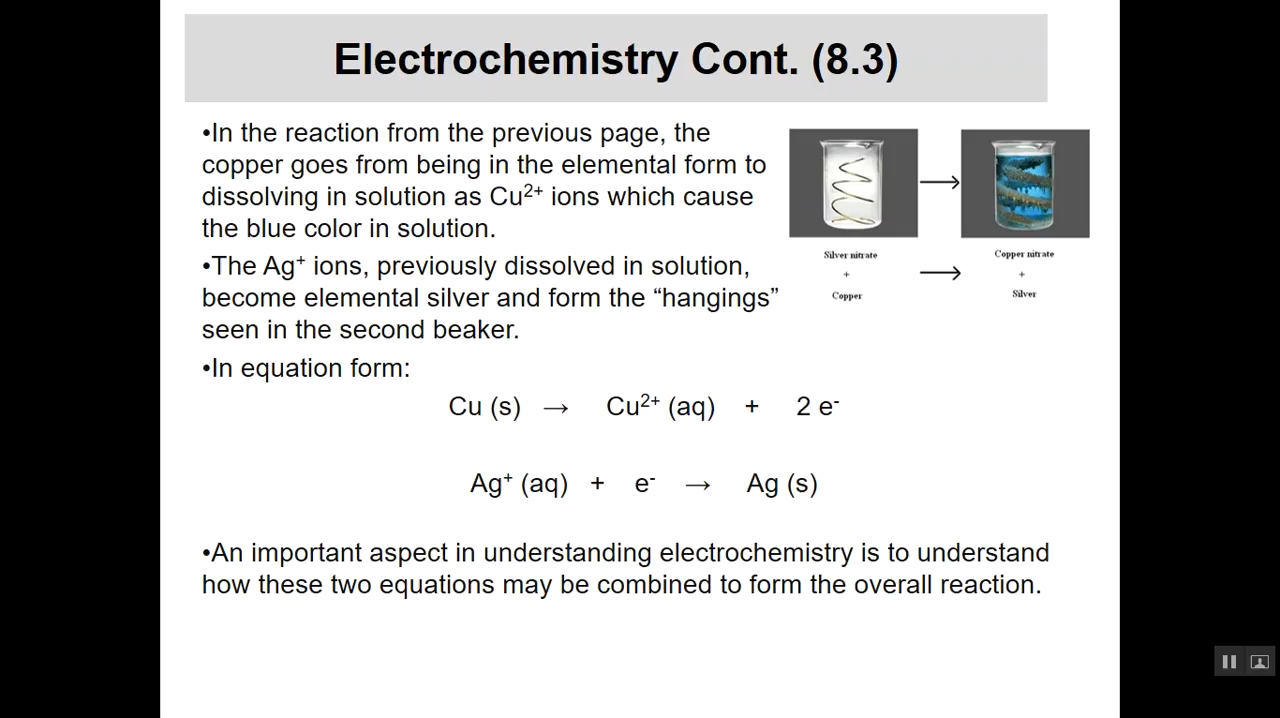 Electrochemistry Cont. (8.3)
•In the reaction from the previous page, the
copper goes from being in the elemental form to
dissolving in solution as Cu²⁺ ions which cause
the blue color in solution.
•The Ag⁺ ions, previously dissolved in solution,
become elemental silver and form the “hangings”
seen in the second beaker.
Silver nitrate
+
Copper
→
→
Copper nitrate
+
Silver
•In equation form:
Cu (s) → Cu²⁺ (aq) + 2 e⁻
Ag⁺ (aq) + e⁻ → Ag (s)
•An important aspect in understanding electrochemistry is to understand
how these two equations may be combined to form the overall reaction.